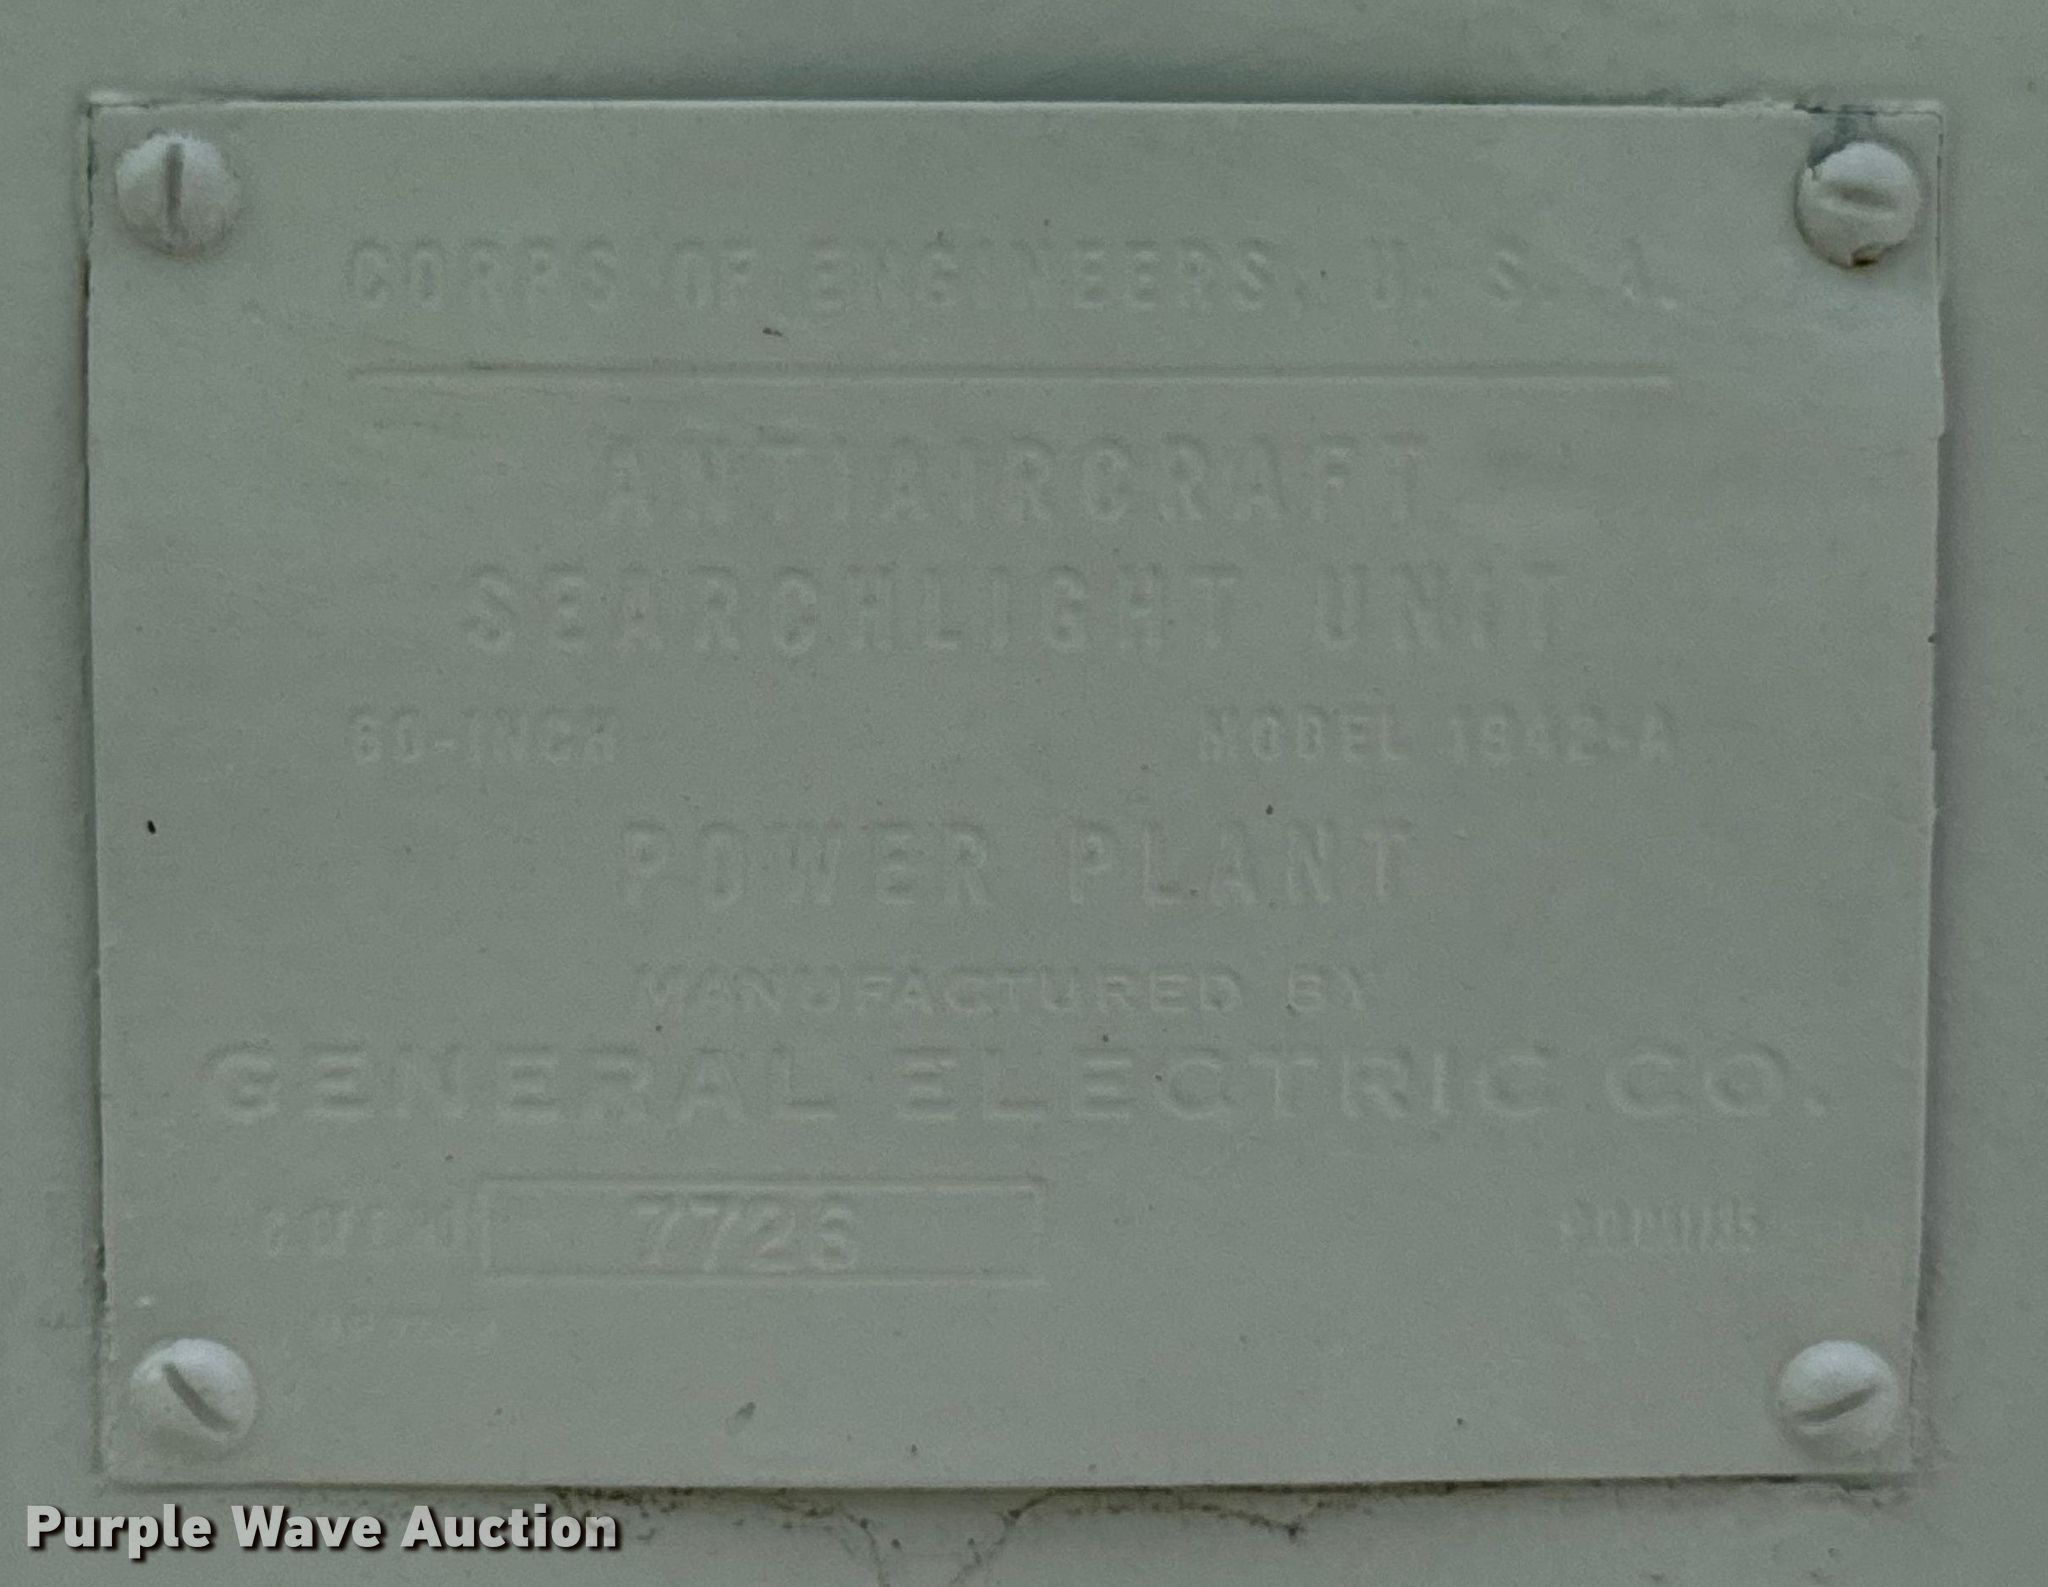 CORPS OF ENGINEERS, U. S. A.
ANTIAIRCRAFT
SEARCHLIGHT UNIT
60-INCH MODEL 1942-A
POWER PLANT
MANUFACTURED BY
GENERAL ELECTRIC CO.
7726
Purple Wave Auction